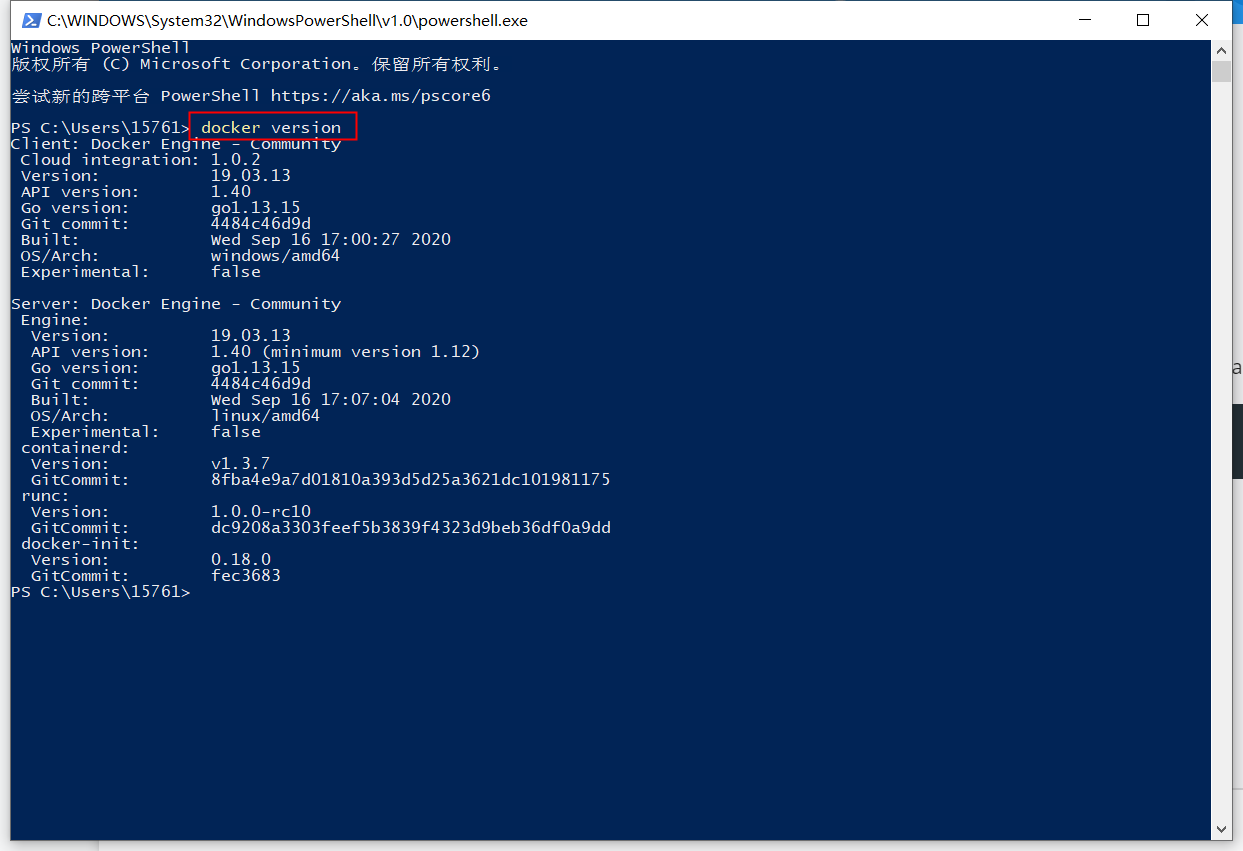 C:\WINDOWS\System32\WindowsPowerShell\v1.0\powershell.exe
Windows PowerShell
版权所有 (C) Microsoft Corporation。保留所有权利。
尝试新的跨平台 PowerShell https://aka.ms/pscore6
PS C:\Users\15761> docker version
Client: Docker Engine - Community
Cloud integration: 1.0.2
Version: 19.03.13
API version: 1.40
Go version: go1.13.15
Git commit: 4484c46d9d
Built: Wed Sep 16 17:00:27 2020
OS/Arch: windows/amd64
Experimental: false
Server: Docker Engine - Community
Engine:
Version: 19.03.13
API version: 1.40 (minimum version 1.12)
Go version: go1.13.15
Git commit: 4484c46d9d
Built: Wed Sep 16 17:07:04 2020
OS/Arch: linux/amd64
Experimental: false
containerd:
Version: v1.3.7
GitCommit: 8fba4e9a7d01810a393d5d25a3621dc101981175
runc:
Version: 1.0.0-rc10
GitCommit: dc9208a3303feef5b3839f4323d9beb36df0a9dd
docker-init:
Version: 0.18.0
GitCommit: fec3683
PS C:\Users\15761>
a